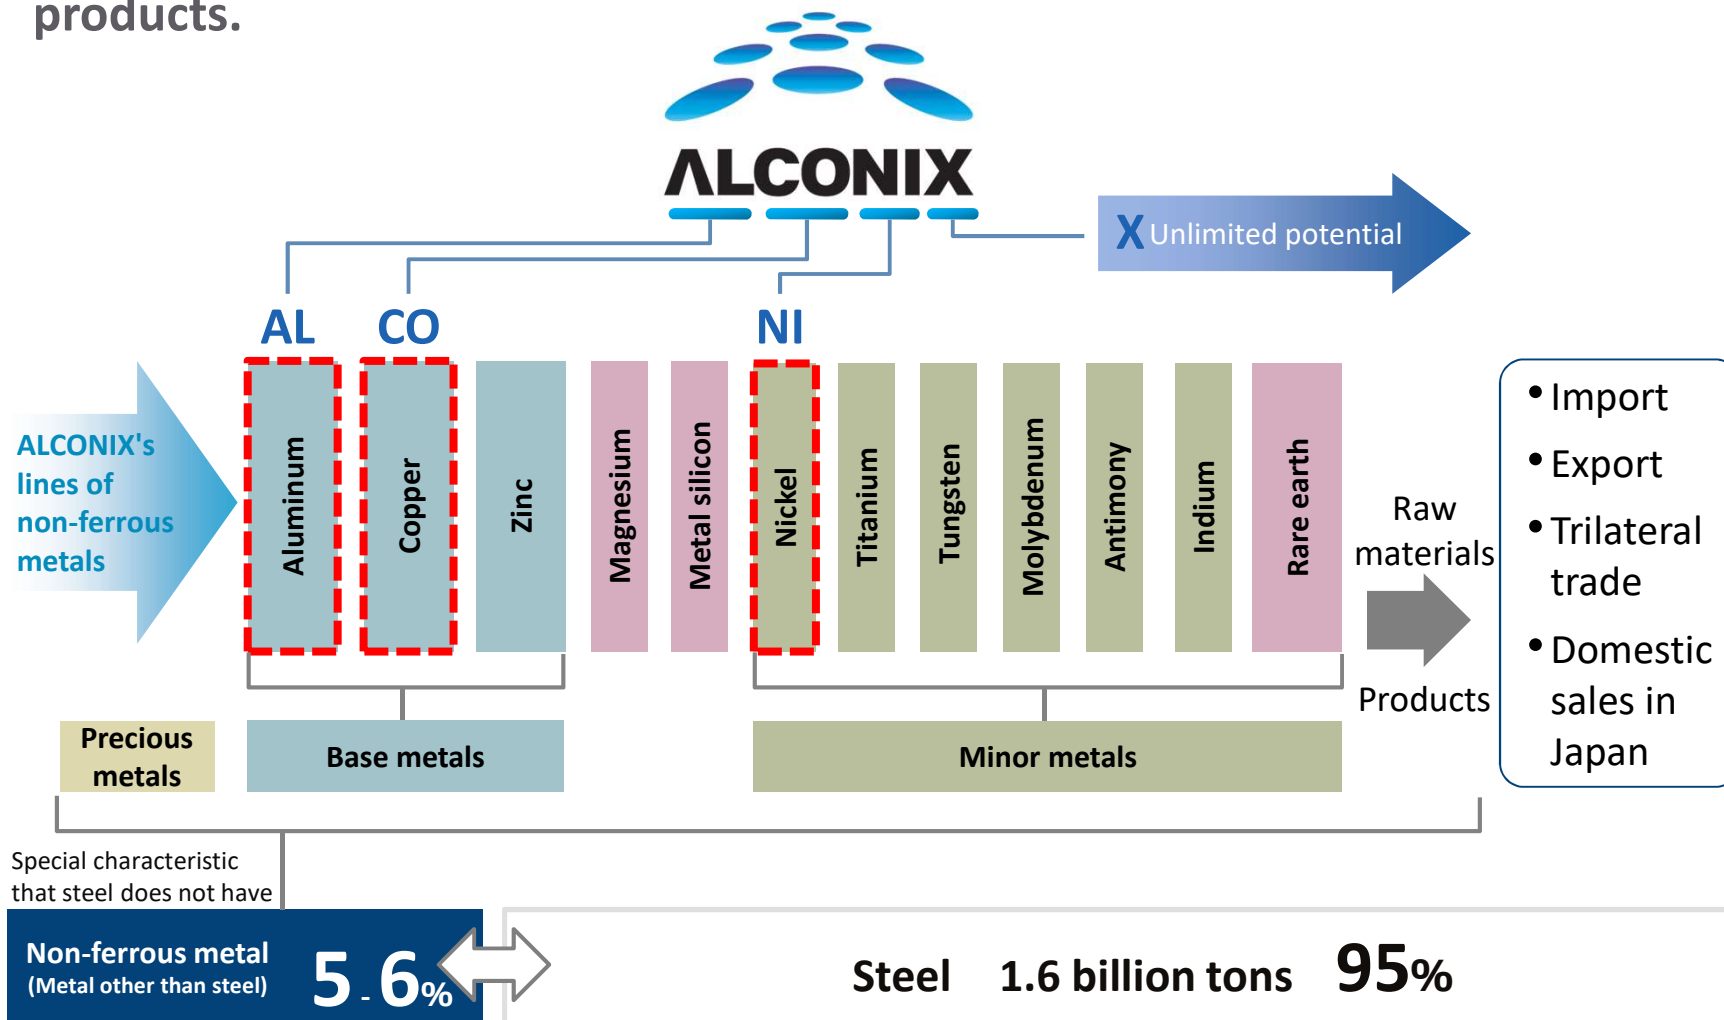 products.
ALCONIX
X Unlimited potential
AL
CO
NI
ALCONIX's
lines of
non-ferrous
metals
Aluminum
Copper
Zinc
Magnesium
Metal silicon
Nickel
Titanium
Tungsten
Molybdenum
Antimony
Indium
Rare earth
Raw
materials
Products
• Import
• Export
• Trilateral
trade
• Domestic
sales in
Japan
Precious
metals
Base metals
Minor metals
Special characteristic
that steel does not have
Non-ferrous metal
(Metal other than steel)
5 - 6%
Steel 1.6 billion tons 95%